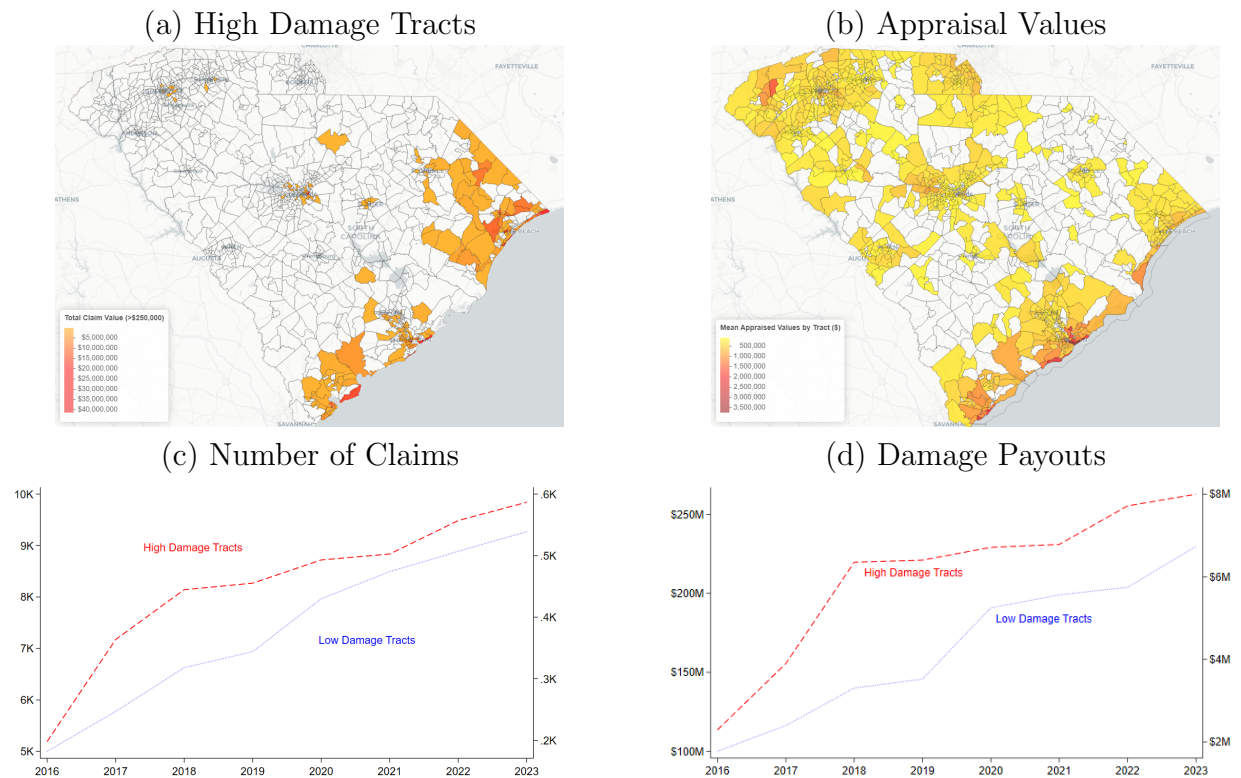 (a) High Damage Tracts
(b) Appraisal Values
CHARLOTTE
FAYETTEVILLE
ATHENS
AUGUSTA
SOUTH
CAROLINA
SAVANNAH
Total Claim Value (>$250,000)
$5,000,000
$10,000,000
$15,000,000
$20,000,000
$25,000,000
$30,000,000
$35,000,000
$40,000,000
FAYETTEVILLE
ATHENS
AUGUSTA
SOUTH
CAROLINA
BEACH
SAVANNAH
Mean Appraised Values by Tract ($)
500,000
1,000,000
1,500,000
2,000,000
2,500,000
3,000,000
3,500,000
(c) Number of Claims
(d) Damage Payouts
10K
9K
8K
7K
6K
5K
.6K
.5K
.4K
.3K
.2K
High Damage Tracts
Low Damage Tracts
2016 2017 2018 2019 2020 2021 2022 2023
$250M
$200M
$150M
$100M
$8M
$6M
$4M
$2M
High Damage Tracts
Low Damage Tracts
2016 2017 2018 2019 2020 2021 2022 2023